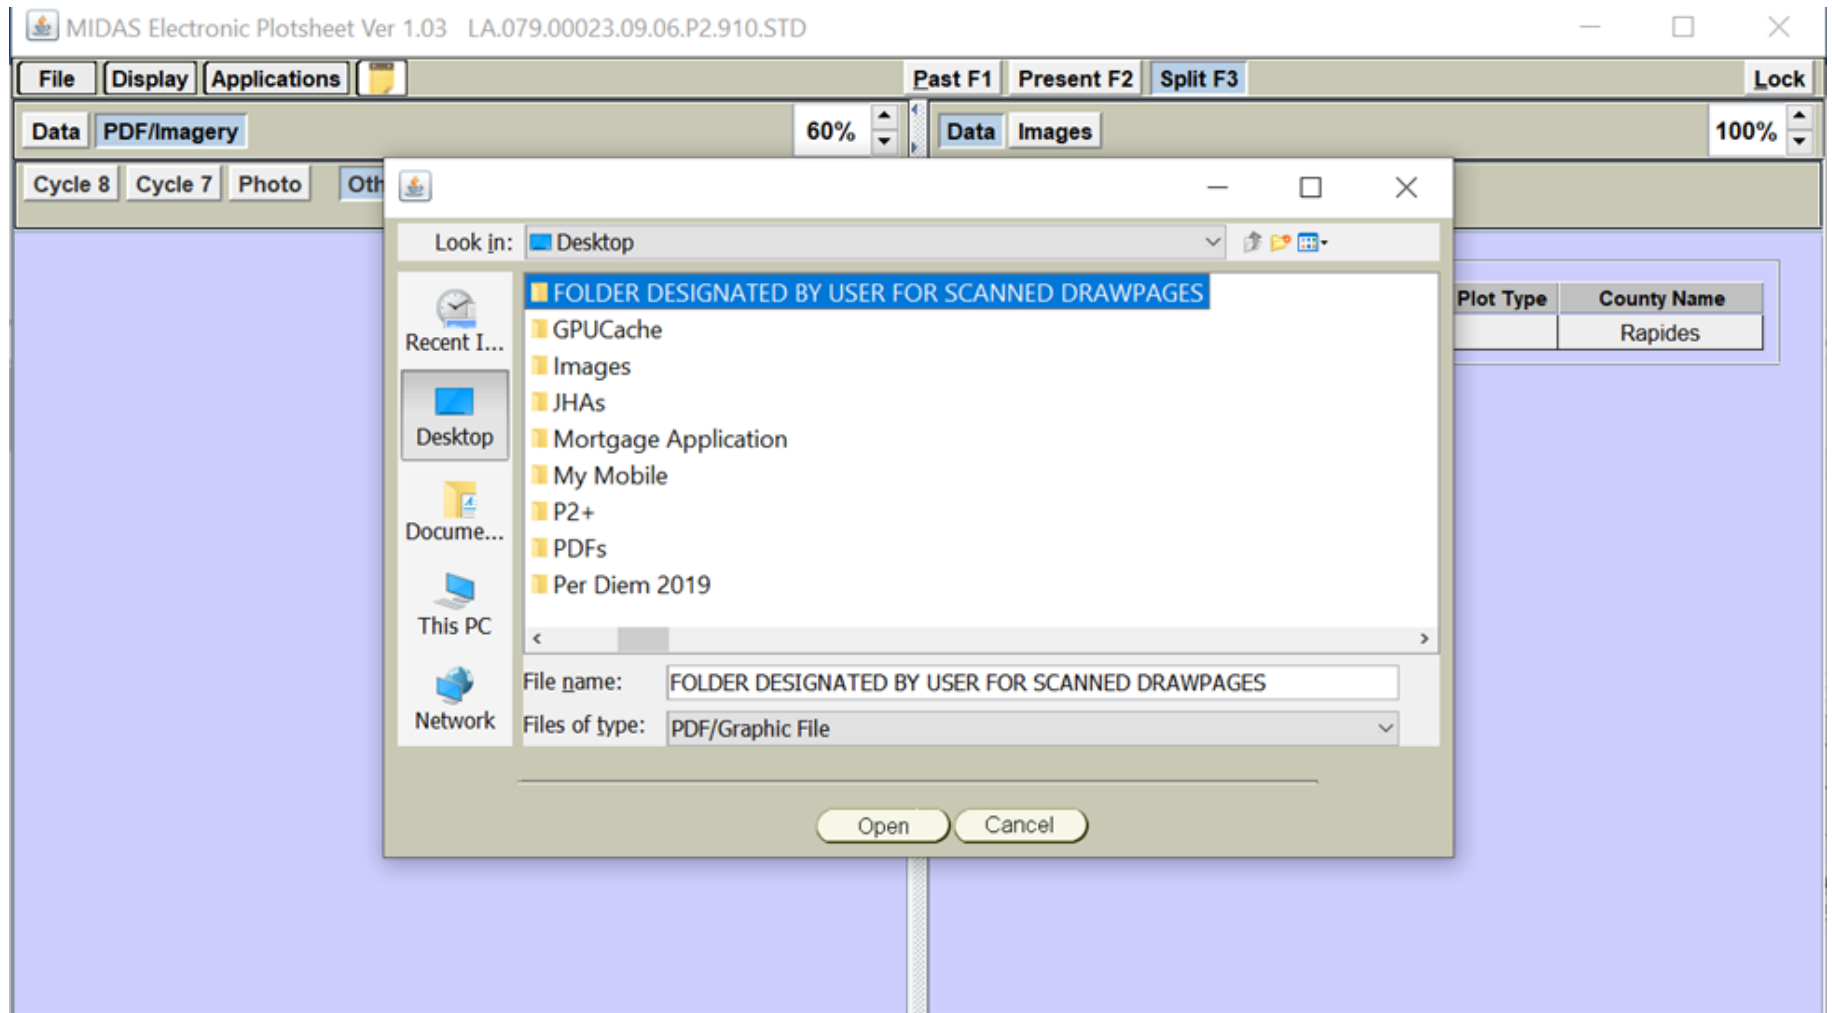 MIDAS Electronic Plotsheet Ver 1.03 LA.079.00023.09.06.P2.910.STD
File Display Applications Past F1 Present F2 Split F3 Lock
Data PDF/Imagery 60% Data Images 100%
Cycle 8 Cycle 7 Photo Oth
Look in: Desktop
Recent I...
Desktop
Docume...
This PC
Network
FOLDER DESIGNATED BY USER FOR SCANNED DRAWPAGES
GPUCache
Images
JHAs
Mortgage Application
My Mobile
P2+
PDFs
Per Diem 2019
File name: FOLDER DESIGNATED BY USER FOR SCANNED DRAWPAGES
Files of type: PDF/Graphic File
Open Cancel
Plot Type County Name
Rapides